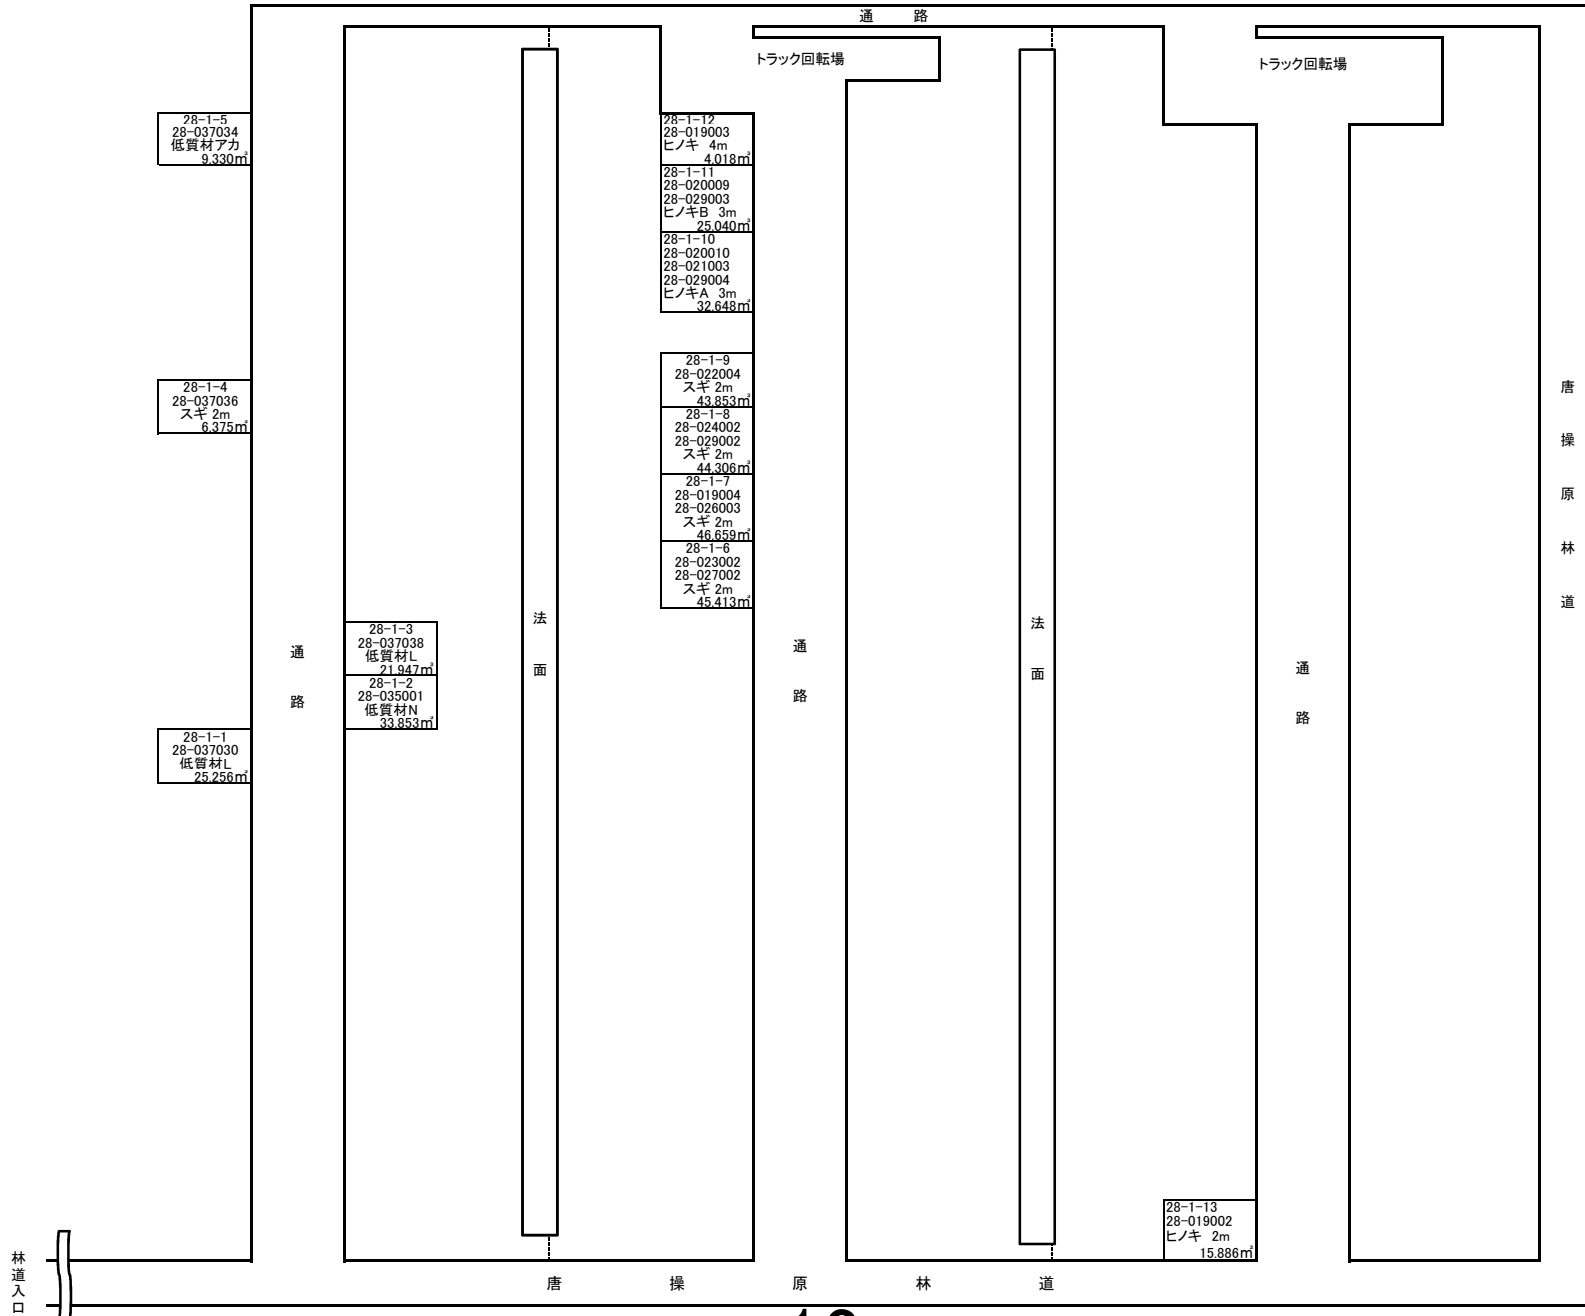 通　路
トラック回転場
トラック回転場
28-1-5
28-037034
低質材アカ
9.330㎥
28-1-12
28-019003
ヒノキ 4m
4.018㎥
28-1-11
28-020009
28-029003
ヒノキB 3m
25.040㎥
28-1-10
28-020010
28-021003
28-029004
ヒノキA 3m
32.648㎥
28-1-9
28-022004
スギ 2m
43.853㎥
28-1-4
28-037036
スギ 2m
6.375㎥
28-1-8
28-024002
28-029002
スギ 2m
44.306㎥
28-1-7
28-019004
28-026003
スギ 2m
46.659㎥
28-1-6
28-023002
28-027002
スギ 2m
45.413㎥
唐操原林道
28-1-3
28-037038
低質材L
21.947㎥
28-1-2
28-035001
低質材N
33.853㎥
28-1-1
28-037030
低質材L
25.256㎥
通路
法面
通路
法面
通路
28-1-13
28-019002
ヒノキ 2m
15.886㎥
林道入口
唐操原林道